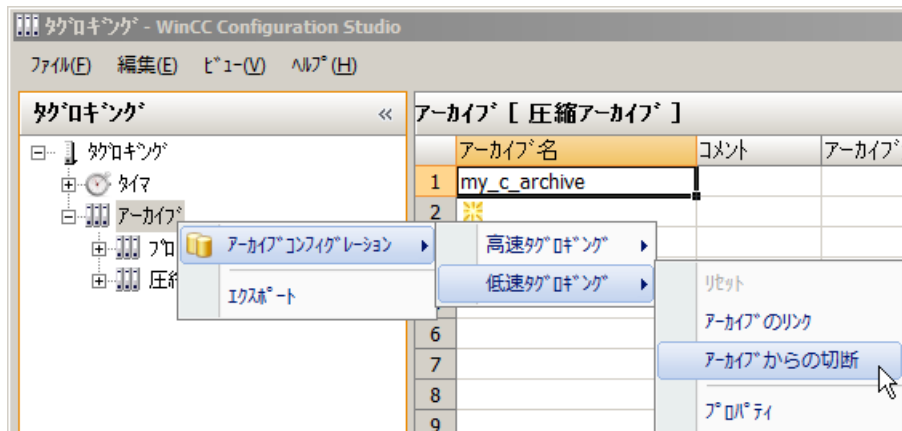 ﾀｸﾞﾛｷﾞﾝｸﾞ - WinCC Configuration Studio
ﾌｧｲﾙ(F) 編集(E) ﾋﾞｭｰ(V) ﾍﾙﾌﾟ(H)
ﾀｸﾞﾛｷﾞﾝｸﾞ «
ｱｰｶｲﾌﾞ [ 圧縮ｱｰｶｲﾌﾞ ]
ﾀｸﾞﾛｷﾞﾝｸﾞ
ﾀｲﾏ
ｱｰｶｲﾌﾞ
ﾌﾟﾛ
圧縮
ｱｰｶｲﾌﾞ名 ｺﾒﾝﾄ ｱｰｶｲﾌﾞ
1 my_c_archive
2
ｱｰｶｲﾌﾞｺﾝﾌｨｸﾞﾚｰｼｮﾝ
ｴｸｽﾎﾟｰﾄ
高速ﾀｸﾞﾛｷﾞﾝｸﾞ
低速ﾀｸﾞﾛｷﾞﾝｸﾞ
ﾘｾｯﾄ
ｱｰｶｲﾌﾞのﾘﾝｸ
ｱｰｶｲﾌﾞからの切断
ﾌﾟﾛﾊﾟﾃｨ
6
7
8
9